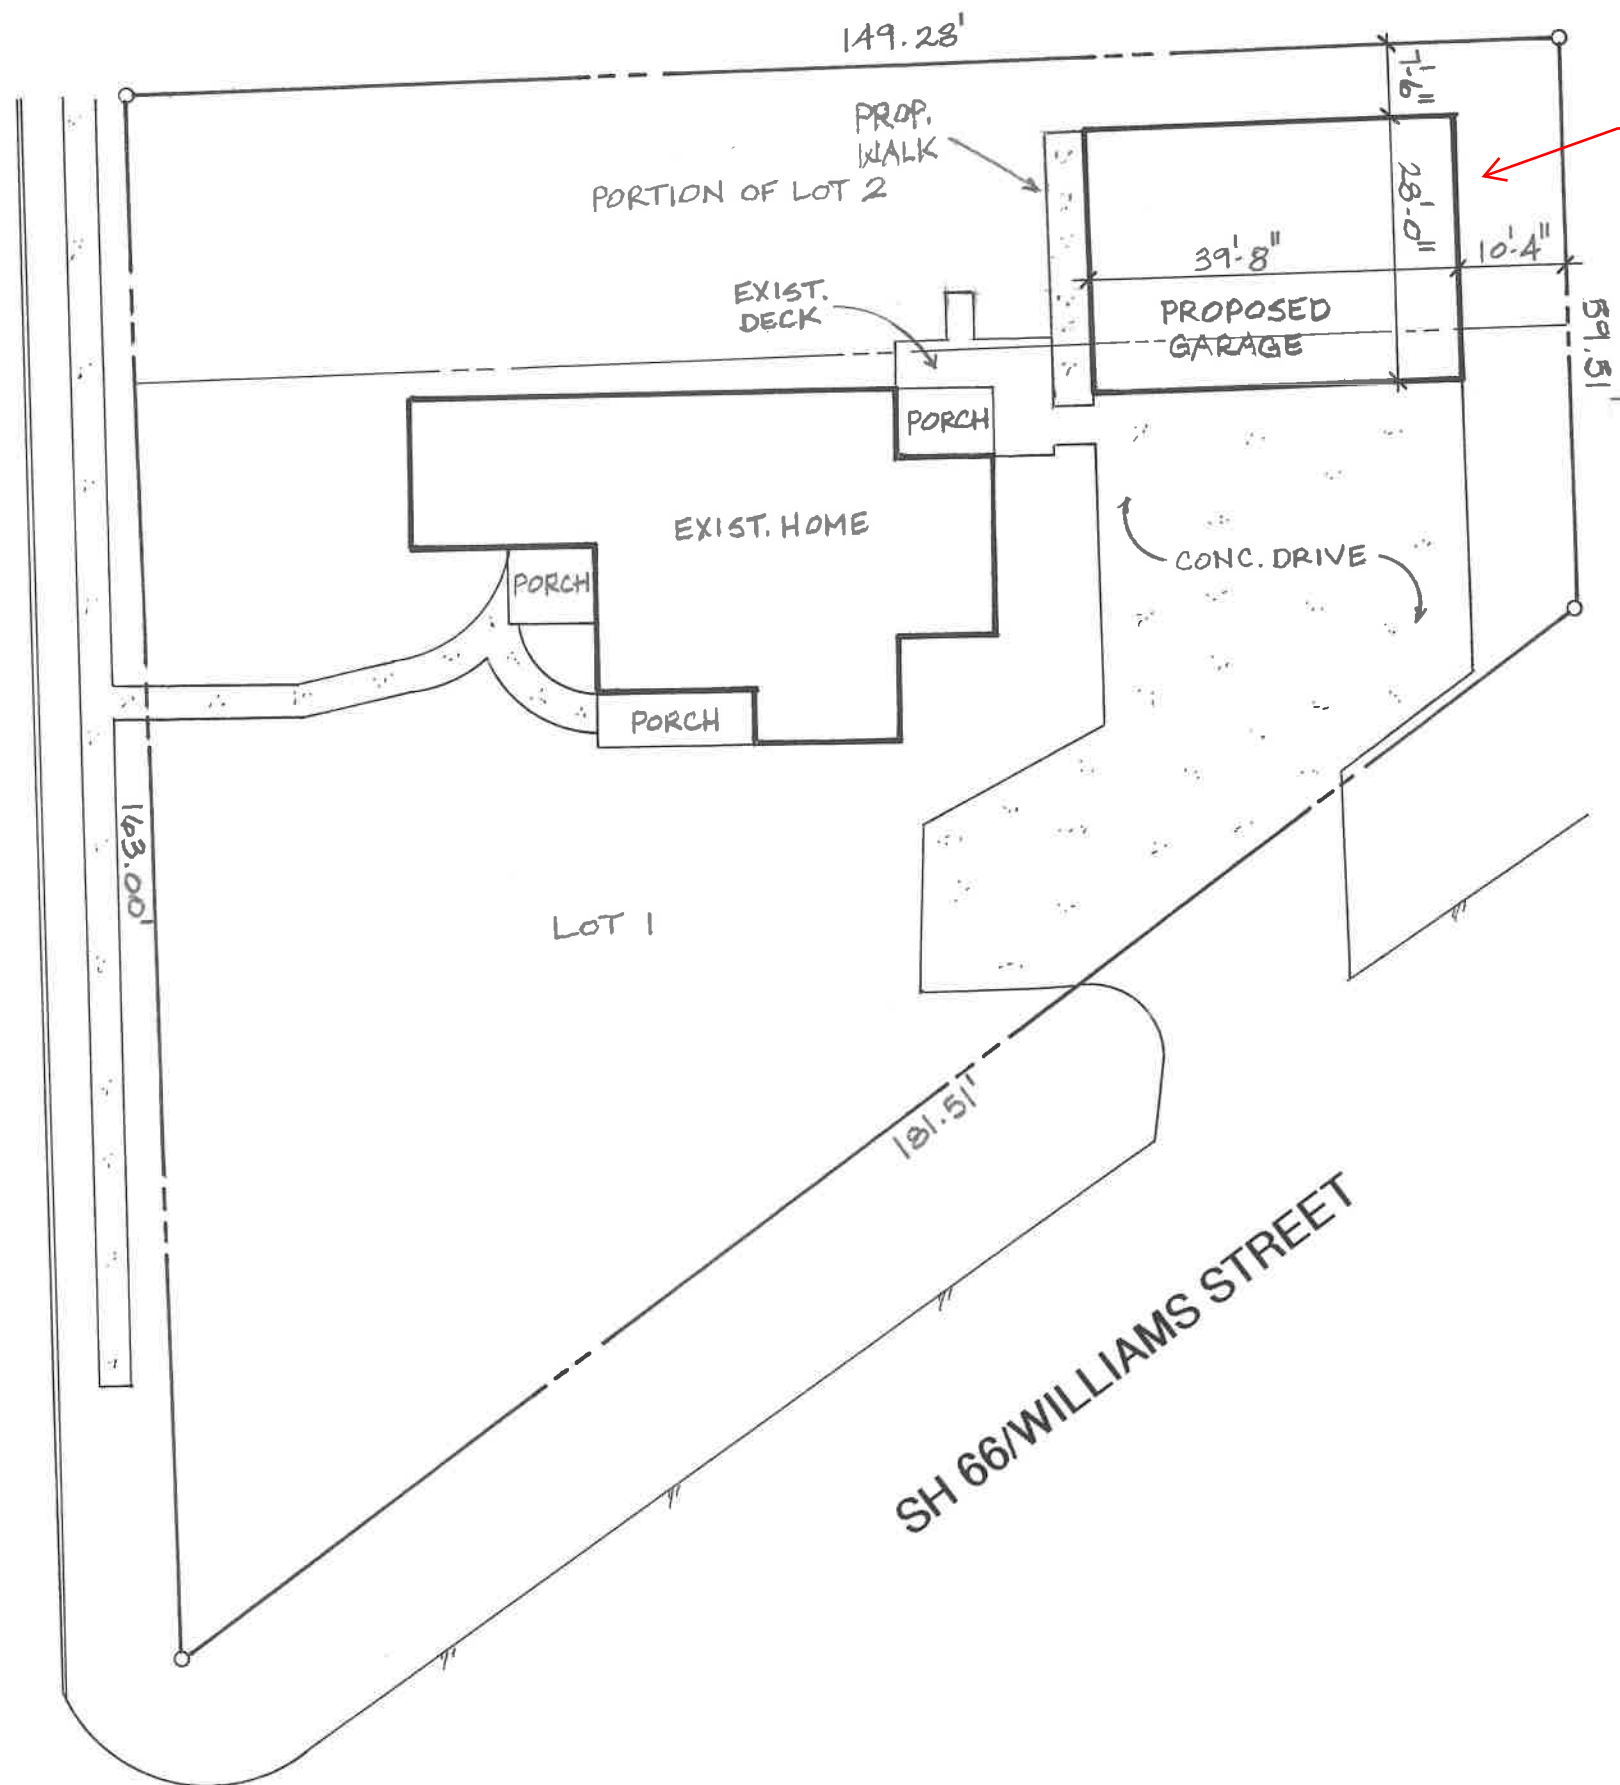 149.28'
7'-6"
PROP.
WALK
PORTION OF LOT 2
28'-0"
39'-8"
10'-4"
EXIST.
DECK
PROPOSED
GARAGE
59.51'
PORCH
EXIST. HOME
CONC. DRIVE
PORCH
PORCH
163.00'
LOT 1
181.51'
SH 66/WILLIAMS STREET